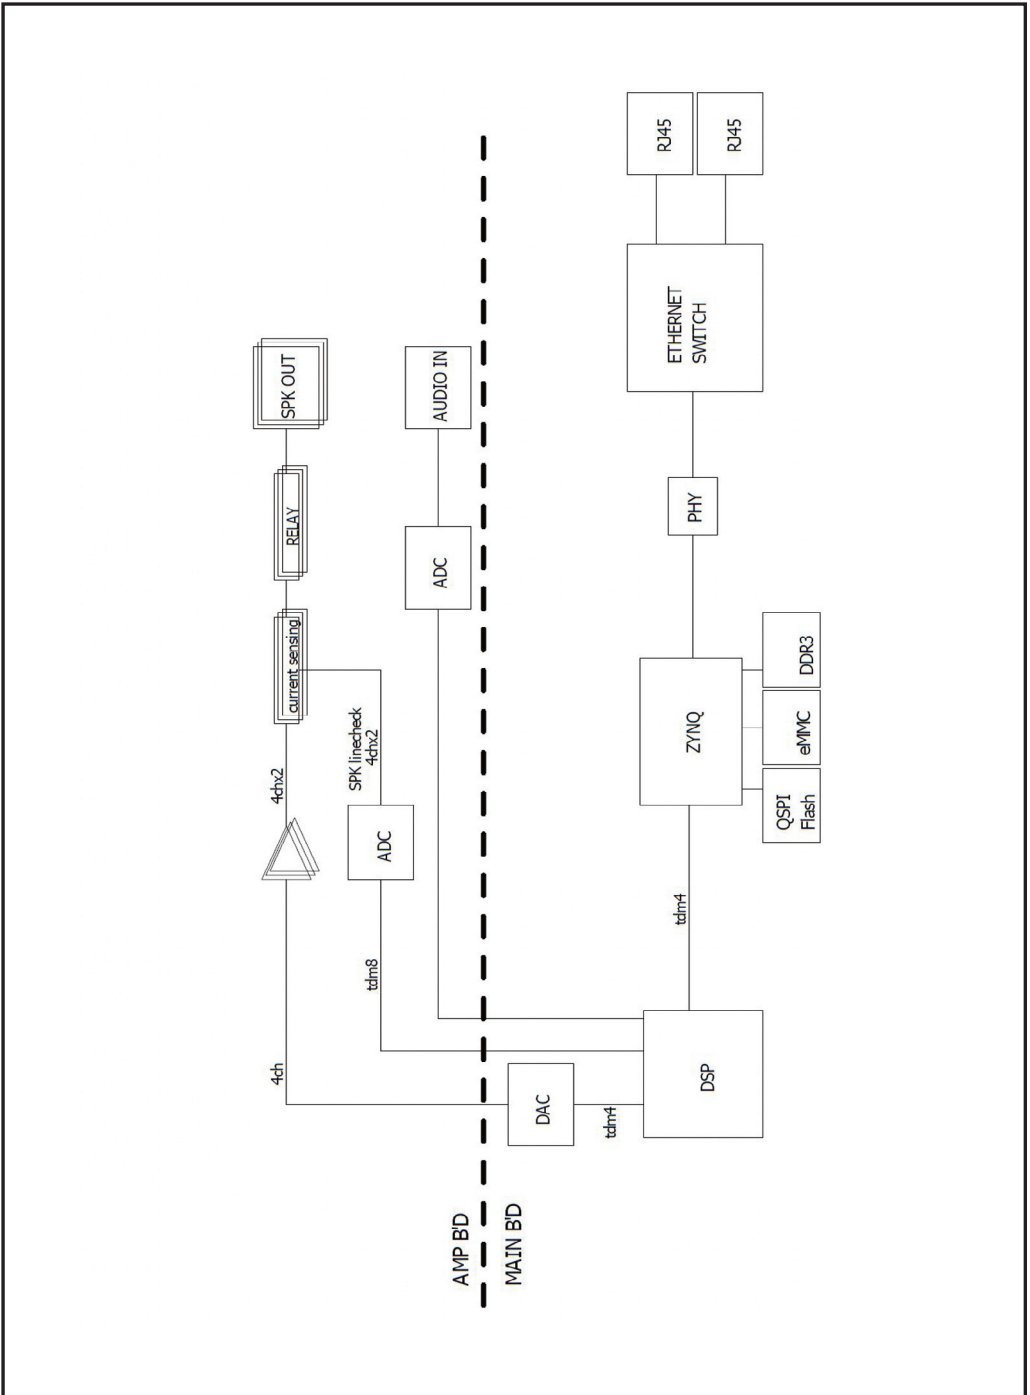 SPK OUT
RELAY
current sensing
4chx2
4ch
SPK linecheck
4chx2
ADC
tdm8
AUDIO IN
ADC
AMP B'D
MAIN B'D
DAC
tdm4
DSP
tdm4
ZYNQ
QSPI
Flash
eMMC
DDR3
PHY
ETHERNET
SWITCH
RJ45
RJ45